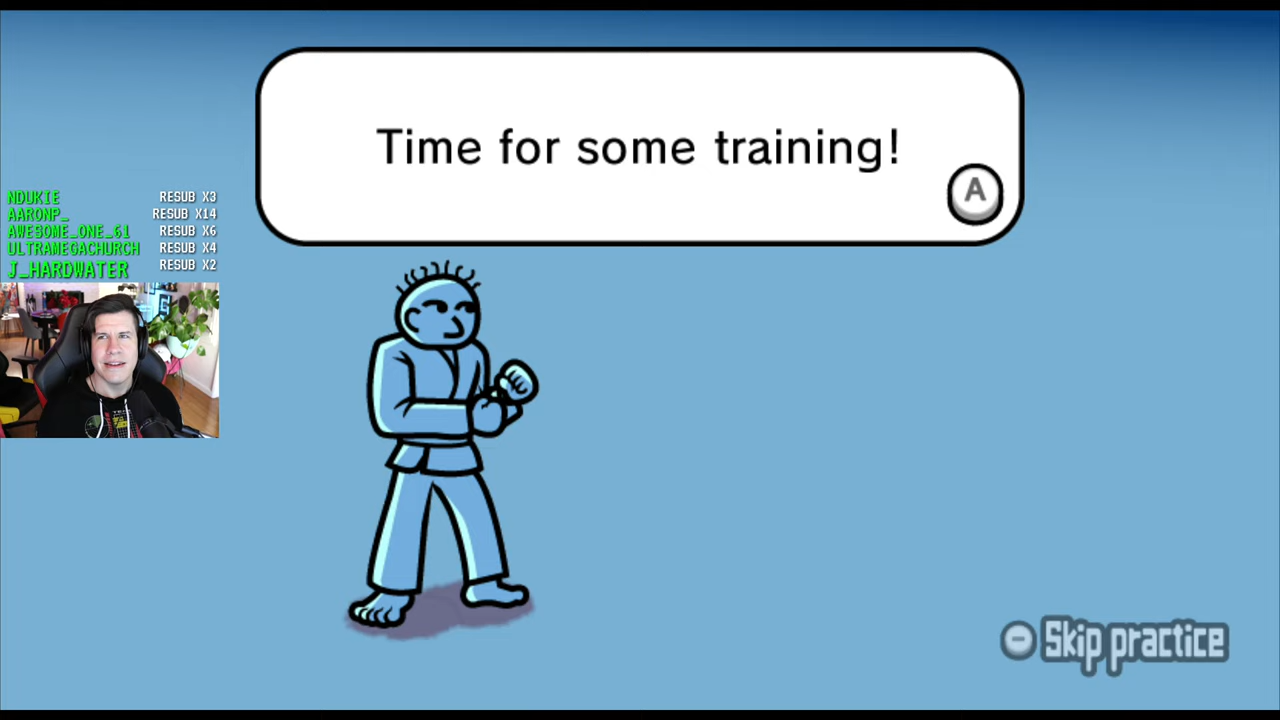 Time for some training!
A
NDUKIE RESUB X3
AARONP_ RESUB X14
AWESOME_ONE_61 RESUB X6
ULTRAMEGACHURCH RESUB X4
J_HARDWATER RESUB X2
Skip practice